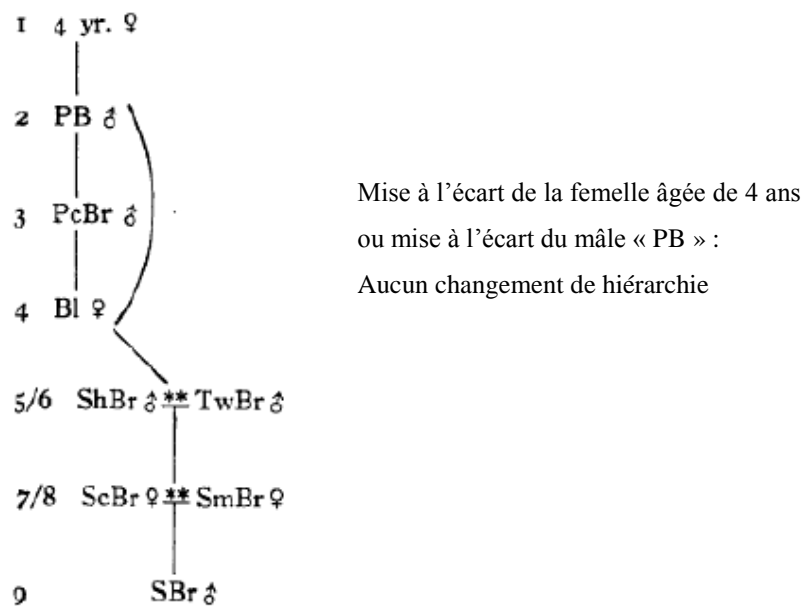 1 4 yr. ♀
2 PB ♂
3 PcBr ♂
4 Bl ♀
5/6 ShBr ♂ ** TwBr ♂
7/8 ScBr ♀ ** SmBr ♀
9 SBr ♂
Mise à l’écart de la femelle âgée de 4 ans
ou mise à l’écart du mâle « PB » :
Aucun changement de hiérarchie